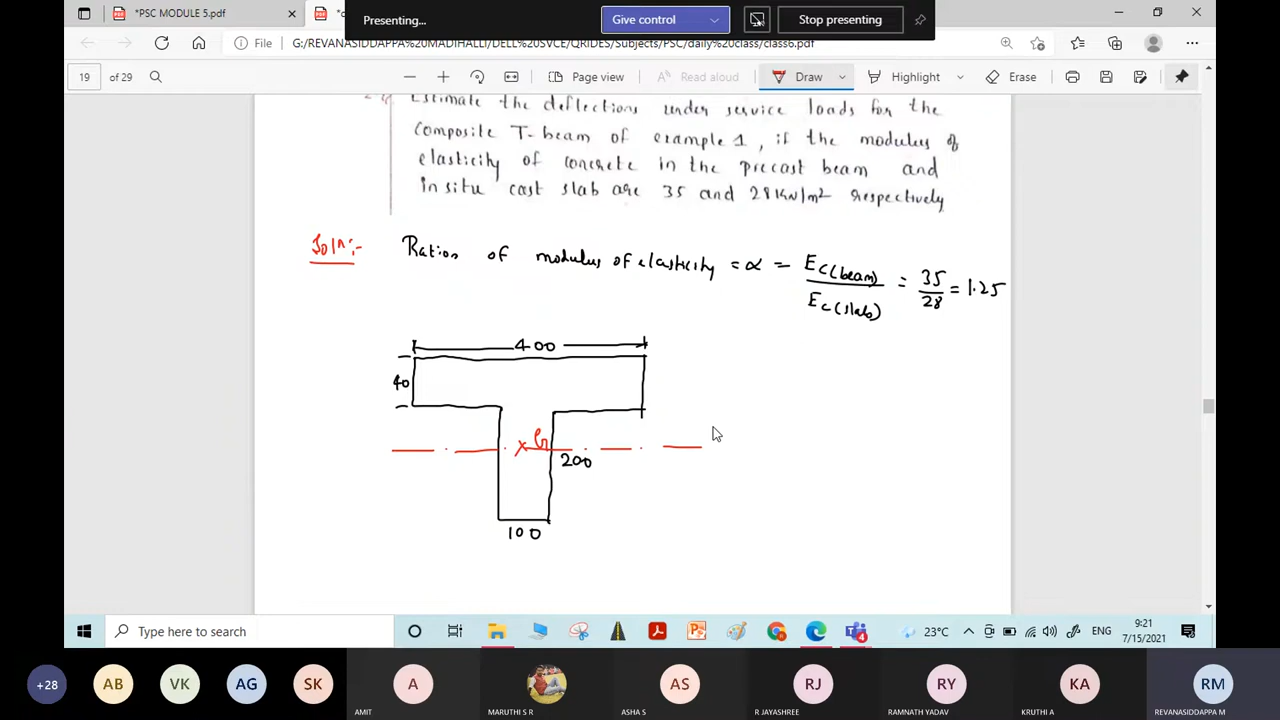 *PSC MODULE 5.pdf
Presenting...
Give control
Stop presenting
File
G:/REVANASIDDAPPA%20MADIHALLI/DELL%20SVCE/QRIDES/Subjects/PSC/daily%20class/class6.pdf
19 of 29
Page view
Read aloud
Draw
Highlight
Erase
Estimate the deflections under service loads for the
composite T-beam of example 1, if the modulus of
elasticity of concrete in the precast beam and
insitu cast slab are 35 and 28KN/m² respectively
Soln:-
Ration of modulus of elasticity = α = Ec(beam) / Ec(slab) = 35/28 = 1.25
400
40
G
200
100
Type here to search
23°C
ENG
9:21
7/15/2021
4
+28
AB
VK
AG
SK
A
AS
RJ
RY
KA
RM
AMIT
MARUTHI S R
ASHA S
R JAYASHREE
RAMNATH YADAV
KRUTHI A
REVANASIDDAPPA M